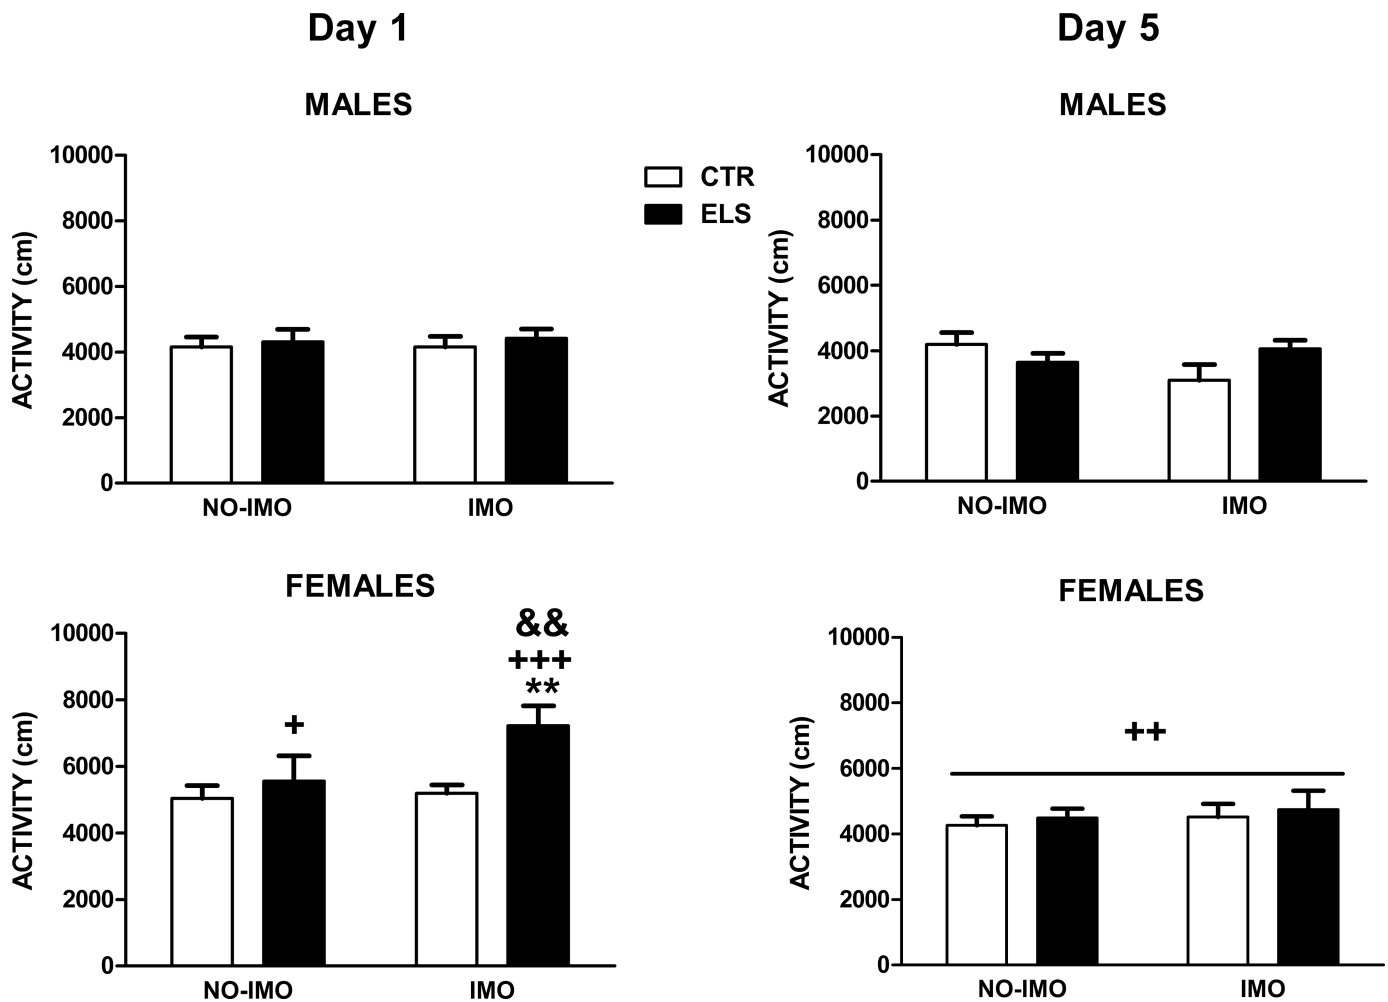 Day 1
Day 5
MALES
10000
8000
6000
4000
2000
0
ACTIVITY (cm)
NO-IMO
IMO
CTR
ELS
MALES
10000
8000
6000
4000
2000
0
ACTIVITY (cm)
NO-IMO
IMO
FEMALES
10000
8000
6000
4000
2000
0
ACTIVITY (cm)
+
&&
+++
**
NO-IMO
IMO
FEMALES
10000
8000
6000
4000
2000
0
ACTIVITY (cm)
++
NO-IMO
IMO